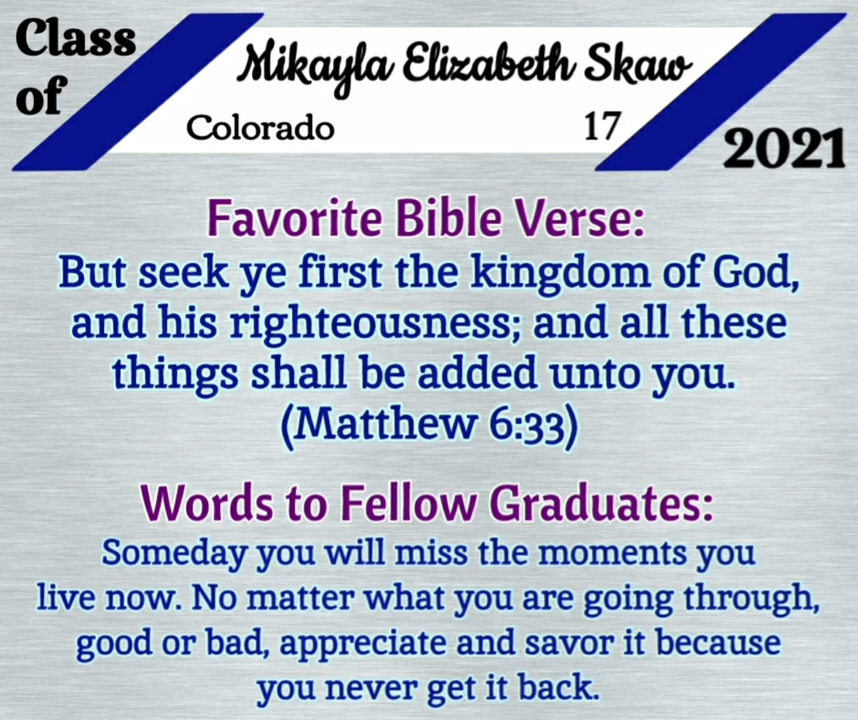 Class
of
Mikayla Elizabeth Skaw
Colorado 17
2021
Favorite Bible Verse:
But seek ye first the kingdom of God,
and his righteousness; and all these
things shall be added unto you.
(Matthew 6:33)
Words to Fellow Graduates:
Someday you will miss the moments you
live now. No matter what you are going through,
good or bad, appreciate and savor it because
you never get it back.